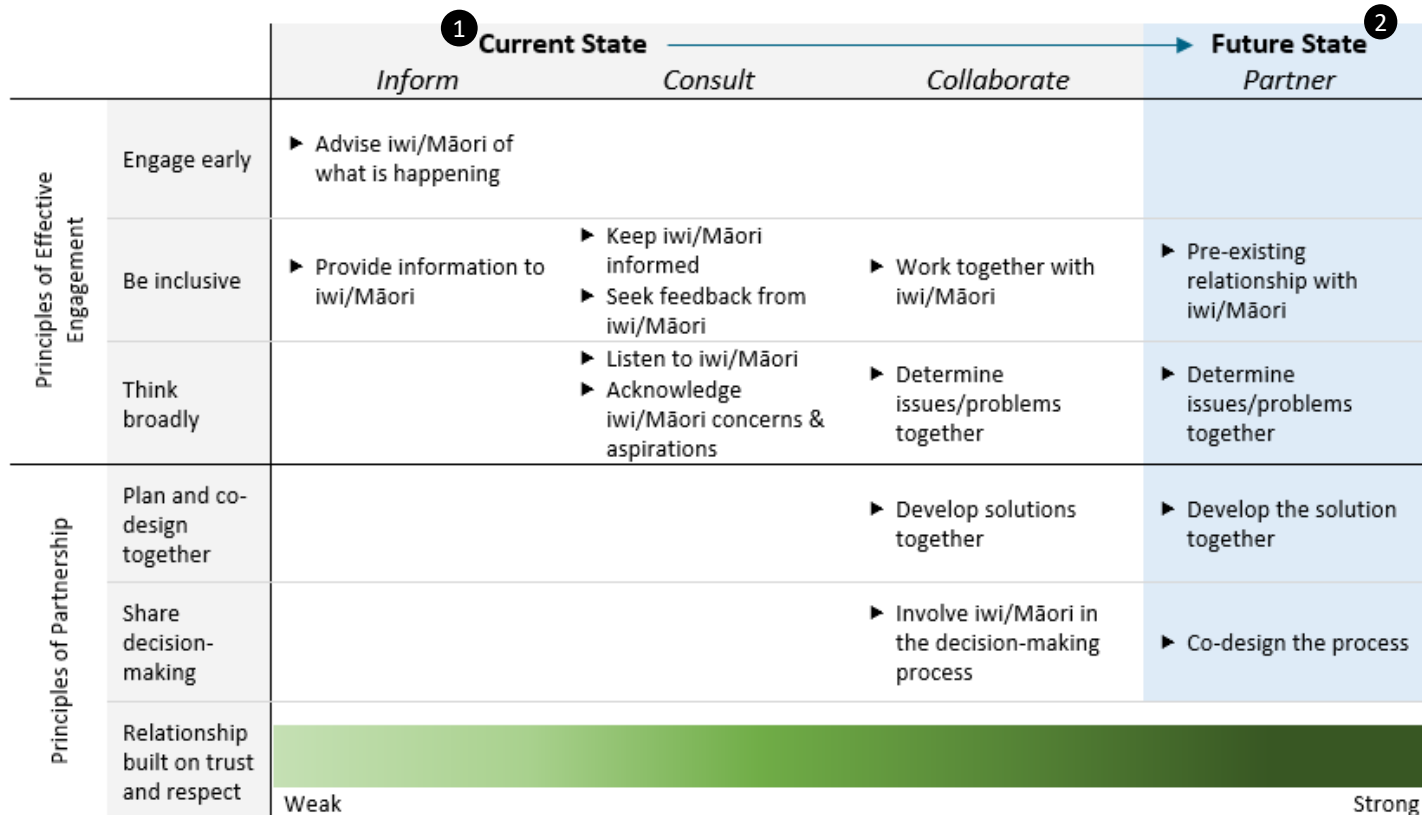 1
Current State
Future State
2
Inform
Consult
Collaborate
Partner
Principles of Effective
Engagement
Engage early
Advise iwi/Māori of
what is happening
Be inclusive
Provide information to
iwi/Māori
Keep iwi/Māori
informed
Seek feedback from
iwi/Māori
Work together with
iwi/Māori
Pre-existing
relationship with
iwi/Māori
Think
broadly
Listen to iwi/Māori
Acknowledge
iwi/Māori concerns &
aspirations
Determine
issues/problems
together
Determine
issues/problems
together
Principles of Partnership
Plan and co-
design
together
Develop solutions
together
Develop the solution
together
Share
decision-
making
Involve iwi/Māori in
the decision-making
process
Co-design the process
Relationship
built on trust
and respect
Weak
Strong